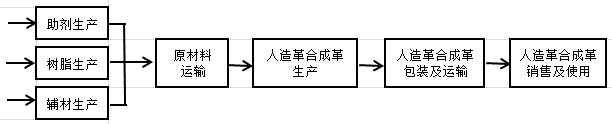 助剂生产
树脂生产
辅材生产
原材料
运输
人造革合成革
生产
人造革合成革
包装及运输
人造革合成革
销售及使用